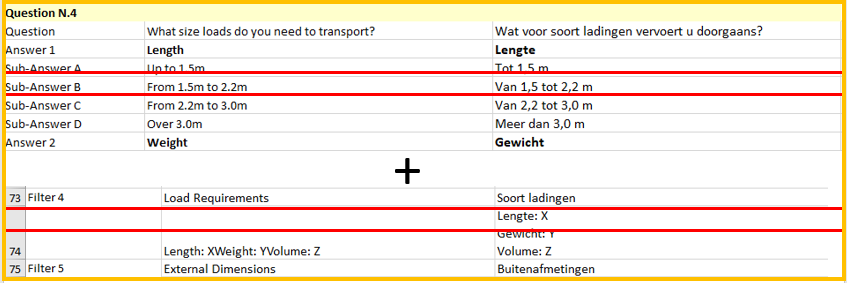 Question N.4
Question What size loads do you need to transport? Wat voor soort ladingen vervoert u doorgaans?
Answer 1 Length Lengte
Sub-Answer A Up to 1.5m Tot 1,5 m
Sub-Answer B From 1.5m to 2.2m Van 1,5 tot 2,2 m
Sub-Answer C From 2.2m to 3.0m Van 2,2 tot 3,0 m
Sub-Answer D Over 3.0m Meer dan 3,0 m
Answer 2 Weight Gewicht
+
73 Filter 4 Load Requirements Soort ladingen
Lengte: X
Gewicht: Y
74 Length: XWeight: YVolume: Z Volume: Z
75 Filter 5 External Dimensions Buitenafmetingen